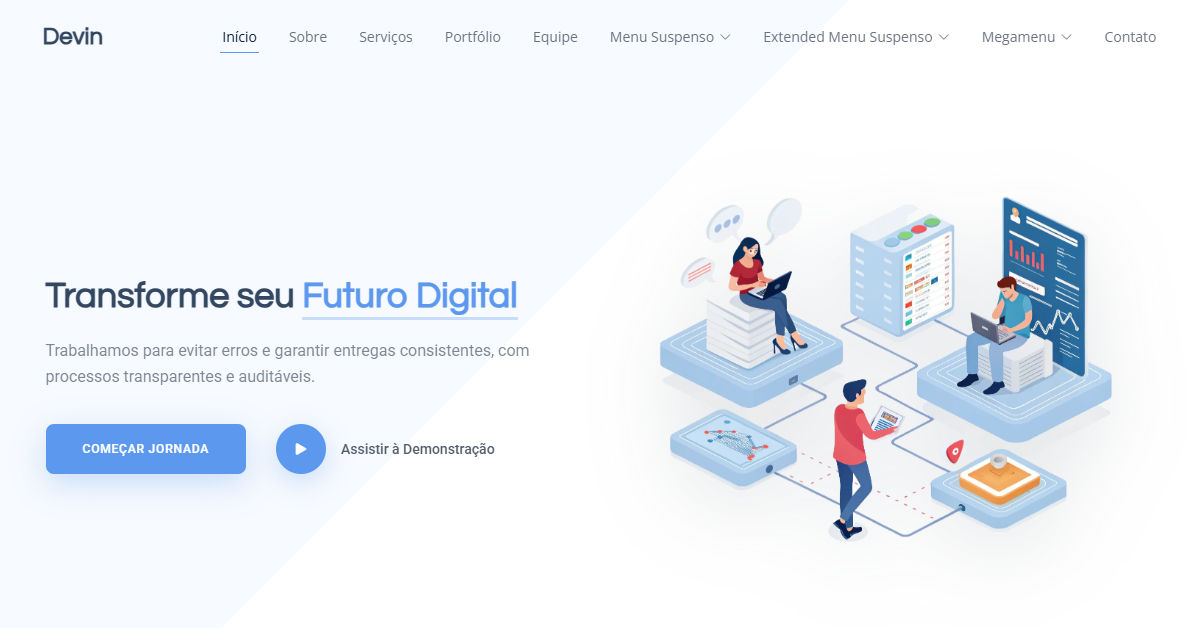 Devin
Início
Sobre
Serviços
Portfólio
Equipe
Menu Suspenso
Extended Menu Suspenso
Megamenu
Contato
Transforme seu Futuro Digital
Trabalhamos para evitar erros e garantir entregas consistentes, com
processos transparentes e auditáveis.
COMEÇAR JORNADA
Assistir à Demonstração